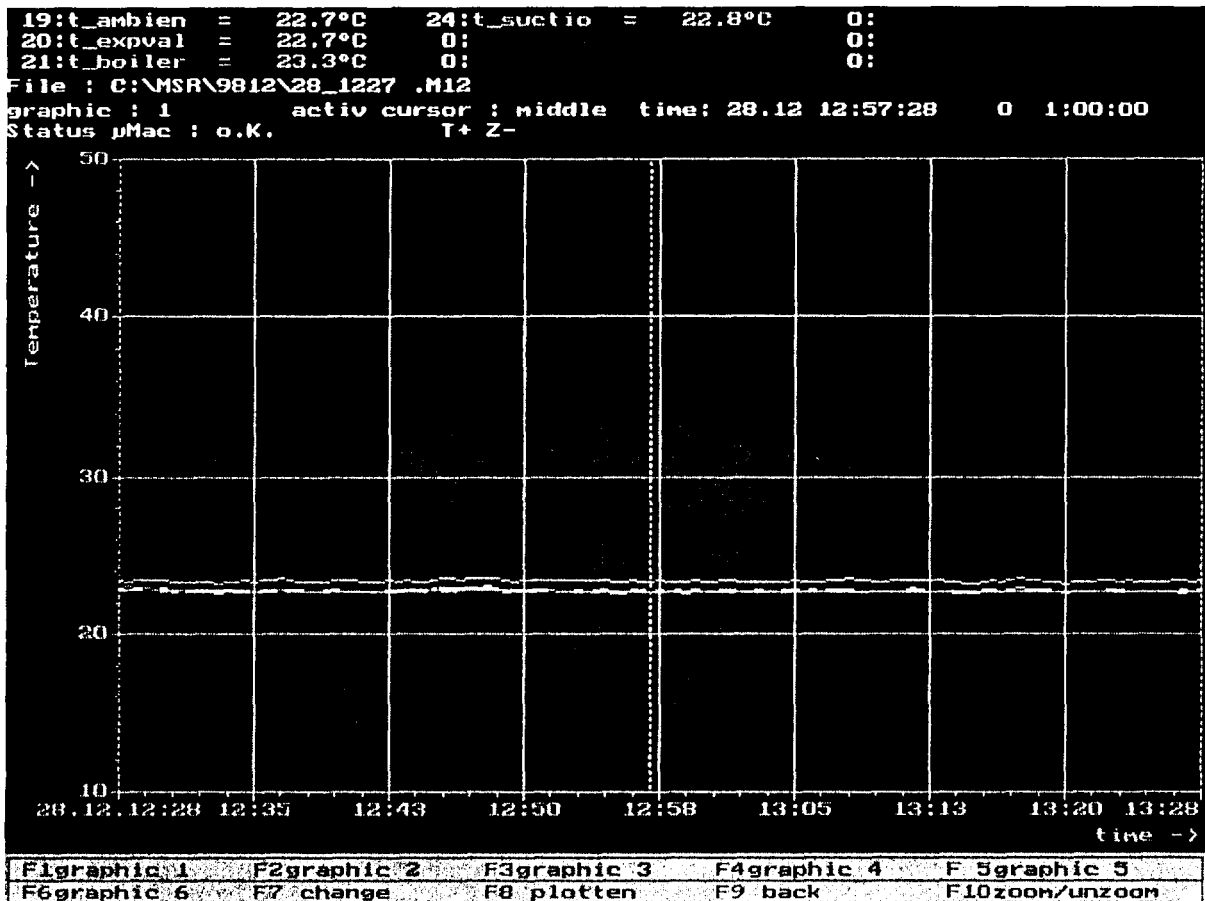 19:t_ambien = 22.7ºC 24:t_suctio = 22.8ºC 0:
20:t_expval = 22.7ºC 0: 0:
21:t_boiler = 23.3ºC 0: 0:
File : C:\MSR\9812\28_1227 .M12
graphic : 1 activ cursor : middle time: 28.12 12:57:28 0 1:00:00
Status µMac : o.K. T+ Z-
50
Temperature ->
40
30
20
10
28.12.12:28 12:35 12:43 12:50 12:58 13:05 13:13 13:20 13:28
time ->
F1graphic 1 F2graphic 2 F3graphic 3 F4graphic 4 F 5graphic 5
F6graphic 6 F7 change F8 plotten F9 back F10zoom/unzoom